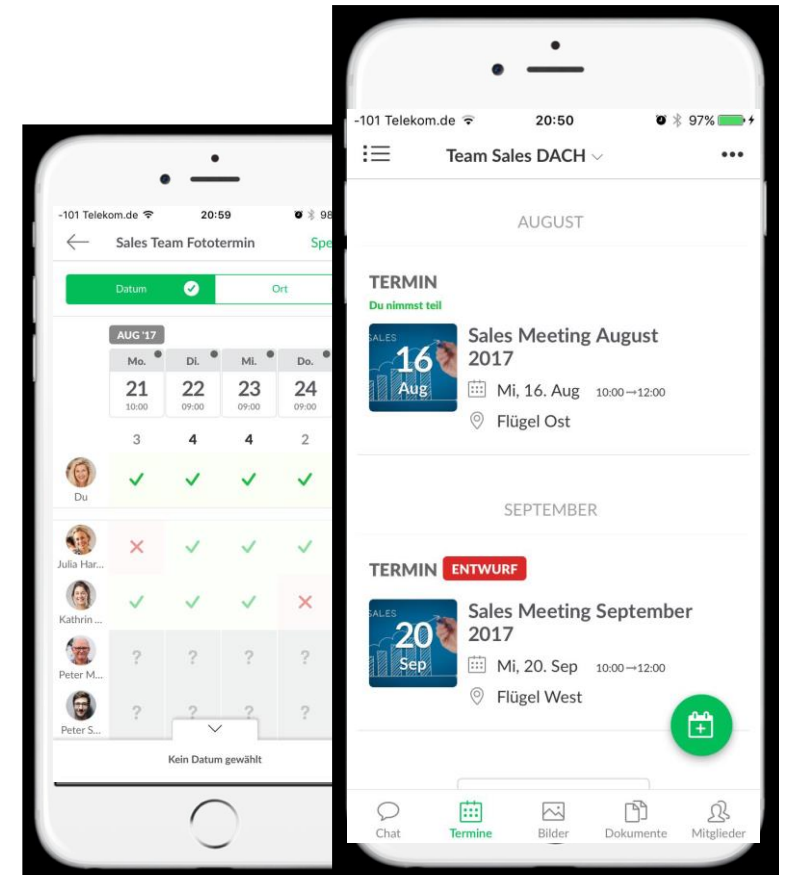 -101 Telekom.de 20:59 98
Sales Team Fototermin Spe
Datum Ort
AUG '17
Mo. Di. Mi. Do.
21 22 23 24
10:00 09:00 09:00 09:00
3 4 4 2
Du
Julia Har...
Kathrin ...
? ? ? ?
Peter M...
? ? ? ?
Peter S...
Kein Datum gewählt
-101 Telekom.de 20:50 97%
Team Sales DACH
AUGUST
TERMIN
Du nimmst teil
SALES
16
Aug
Sales Meeting August
2017
Mi, 16. Aug 10:00→12:00
Flügel Ost
SEPTEMBER
TERMIN ENTWURF
SALES
20
Sep
Sales Meeting September
2017
Mi, 20. Sep 10:00→12:00
Flügel West
Chat Termine Bilder Dokumente Mitglieder